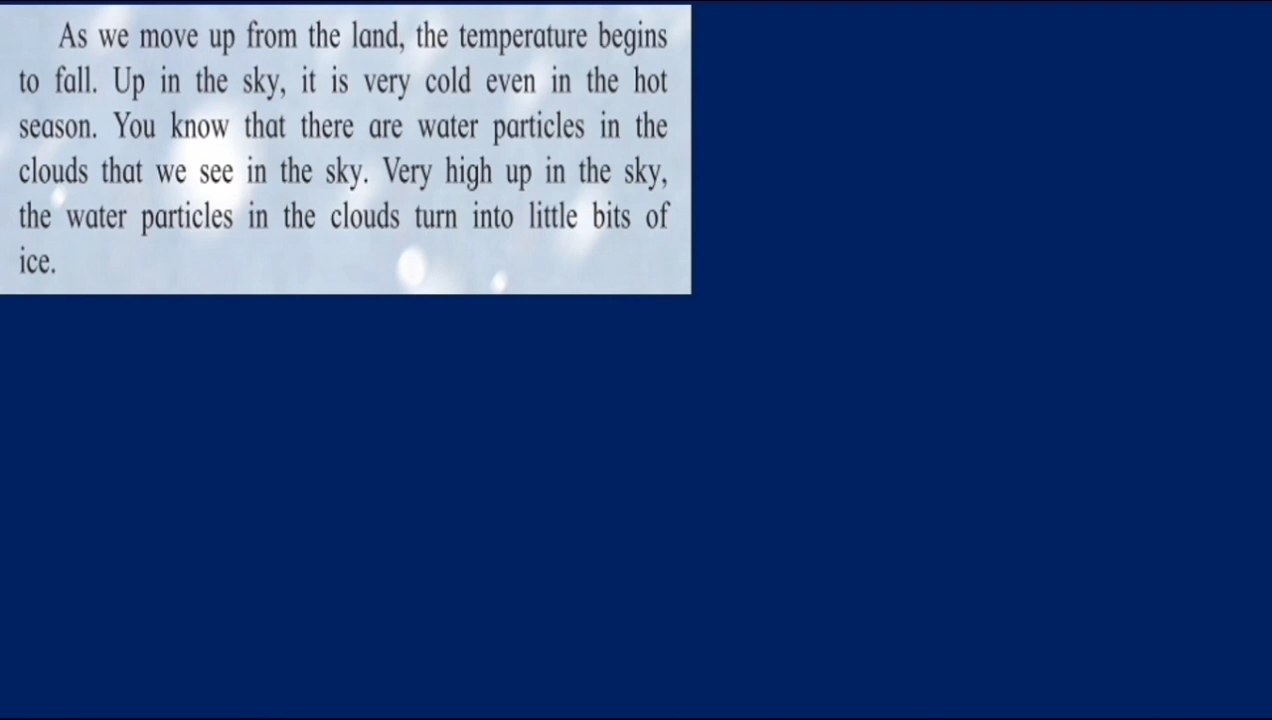 As we move up from the land, the temperature begins
to fall. Up in the sky, it is very cold even in the hot
season. You know that there are water particles in the
clouds that we see in the sky. Very high up in the sky,
the water particles in the clouds turn into little bits of
ice.